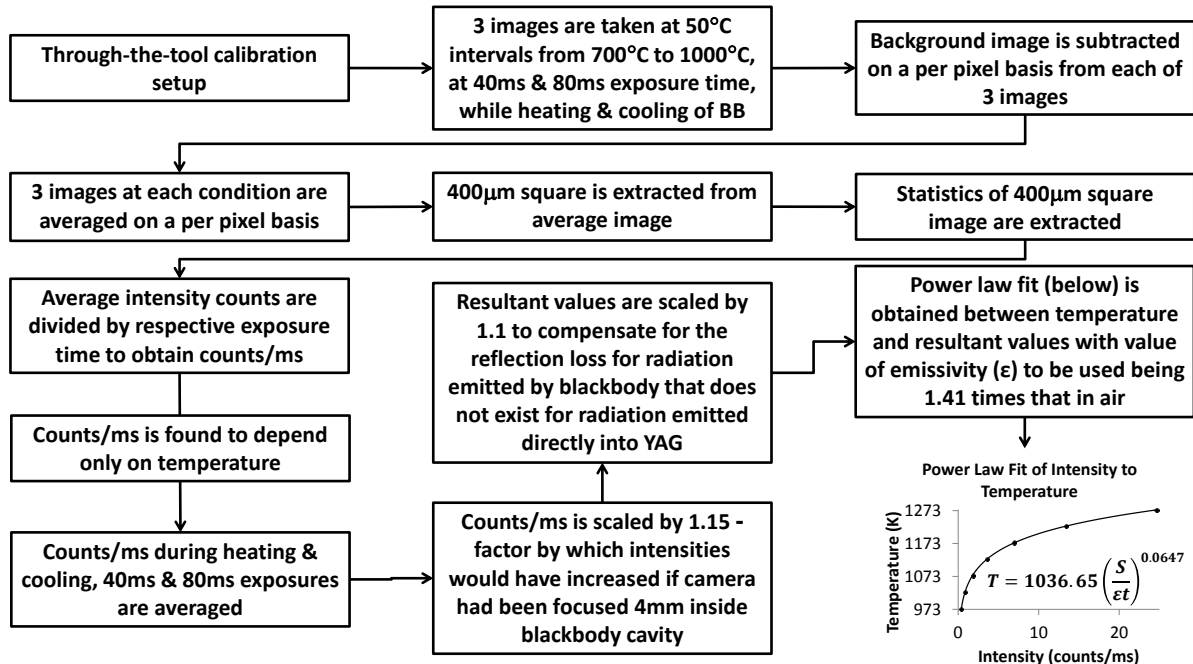 Through-the-tool calibration
setup
3 images are taken at 50°C
intervals from 700°C to 1000°C,
at 40ms & 80ms exposure time,
while heating & cooling of BB
Background image is subtracted
on a per pixel basis from each of
3 images
3 images at each condition are
averaged on a per pixel basis
400μm square is extracted from
average image
Statistics of 400μm square
image are extracted
Average intensity counts are
divided by respective exposure
time to obtain counts/ms
Counts/ms is found to depend
only on temperature
Counts/ms during heating &
cooling, 40ms & 80ms exposures
are averaged
Counts/ms is scaled by 1.15 -
factor by which intensities
would have increased if camera
had been focused 4mm inside
blackbody cavity
Resultant values are scaled by
1.1 to compensate for the
reflection loss for radiation
emitted by blackbody that does
not exist for radiation emitted
directly into YAG
Power law fit (below) is
obtained between temperature
and resultant values with value
of emissivity (ε) to be used being
1.41 times that in air
Power Law Fit of Intensity to
Temperature
Temperature (K)
1273
1173
1073
973
T = 1036.65 (S/εt)^0.0647
0 10 20
Intensity (counts/ms)